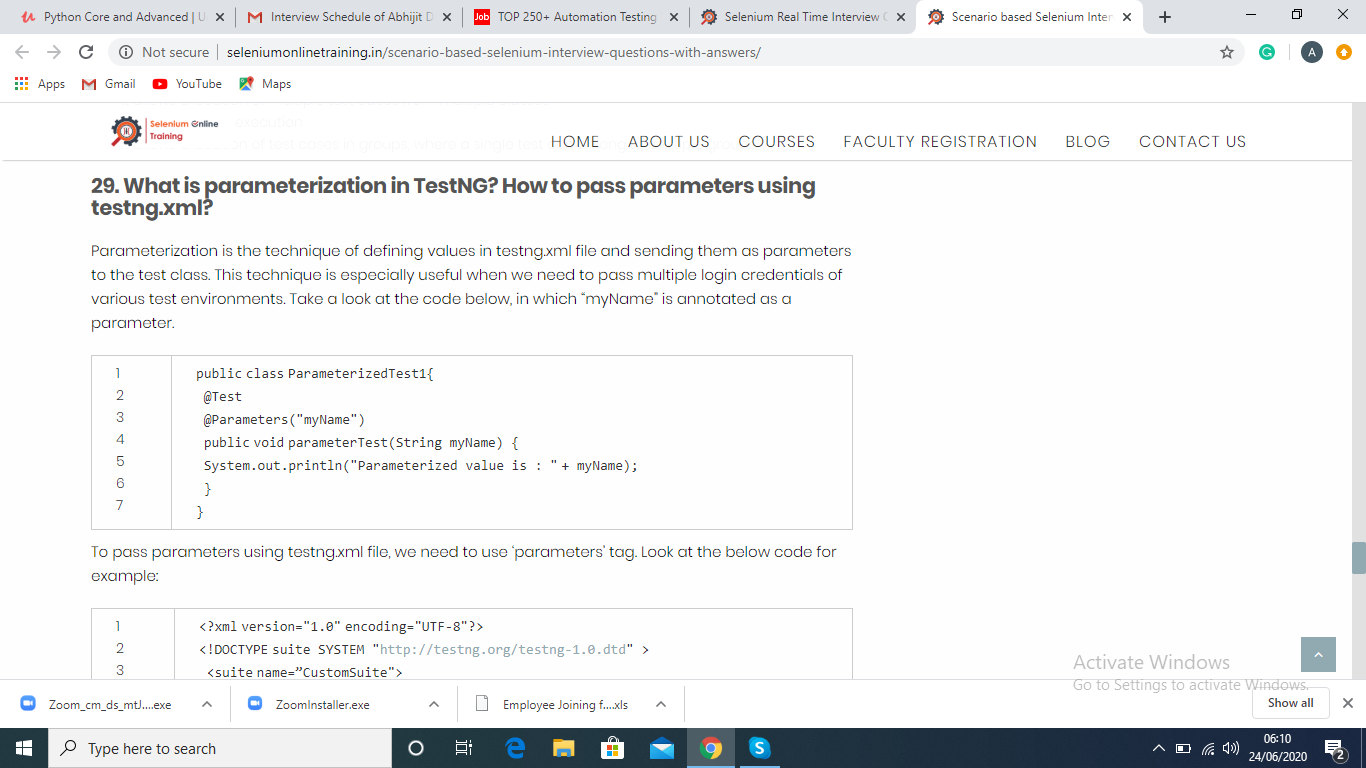 Python Core and Advanced | U
Interview Schedule of Abhijit D
Job TOP 250+ Automation Testing
Selenium Real Time Interview
Scenario based Selenium Inter
Not secure
seleniumonlinetraining.in/scenario-based-selenium-interview-questions-with-answers/
A
Apps
Gmail
YouTube
Maps
Selenium Online
Training
HOME
ABOUT US
COURSES
FACULTY REGISTRATION
BLOG
CONTACT US
29. What is parameterization in TestNG? How to pass parameters using
testng.xml?
Parameterization is the technique of defining values in testng.xml file and sending them as parameters
to the test class. This technique is especially useful when we need to pass multiple login credentials of
various test environments. Take a look at the code below, in which “myName” is annotated as a
parameter.
1 public class ParameterizedTest1{
2 @Test
3 @Parameters("myName")
4 public void parameterTest(String myName) {
5 System.out.println("Parameterized value is : " + myName);
6 }
7 }
To pass parameters using testng.xml file, we need to use ‘parameters’ tag. Look at the below code for
example:
1 <?xml version="1.0" encoding="UTF-8"?>
2 <!DOCTYPE suite SYSTEM "http://testng.org/testng-1.0.dtd" >
3 <suite name=”CustomSuite">
Activate Windows
Go to Settings to activate Windows.
Zoom_cm_ds_mtJ....exe
ZoomInstaller.exe
Employee Joining f....xls
Show all
Type here to search
06:10
24/06/2020
2